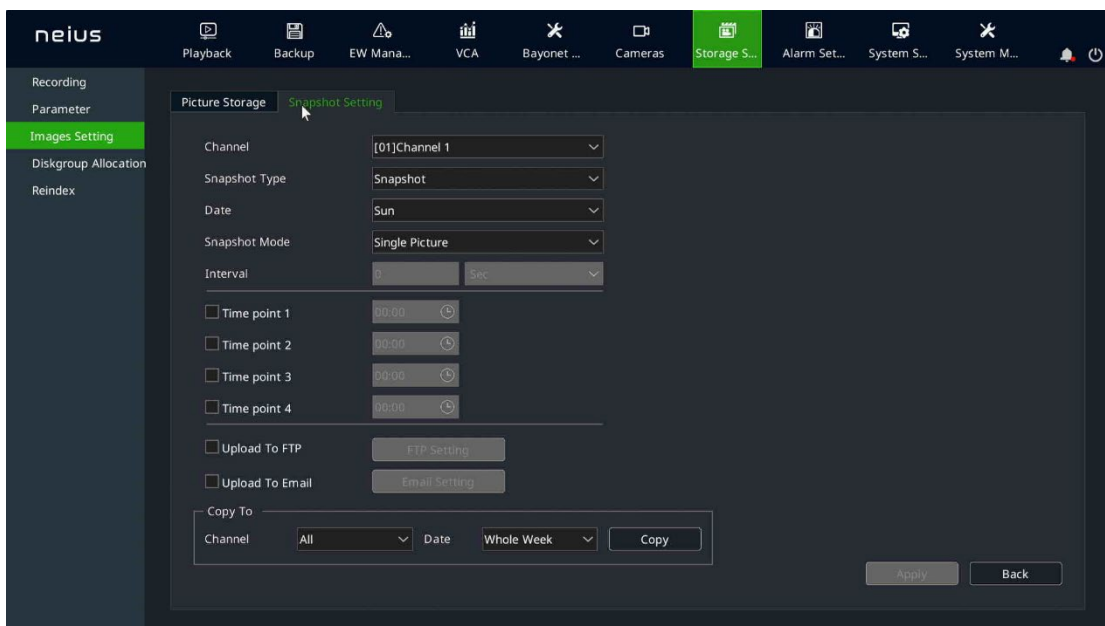 neius
Playback Backup EW Mana... VCA Bayonet ... Cameras Storage S... Alarm Set... System S... System M...
Recording
Parameter
Images Setting
Diskgroup Allocation
Reindex
Picture Storage Snapshot Setting
Channel [01]Channel 1
Snapshot Type Snapshot
Date Sun
Snapshot Mode Single Picture
Interval 0 Sec
Time point 1 00:00
Time point 2 00:00
Time point 3 00:00
Time point 4 00:00
Upload To FTP FTP Setting
Upload To Email Email Setting
Copy To
Channel All Date Whole Week Copy
Apply Back